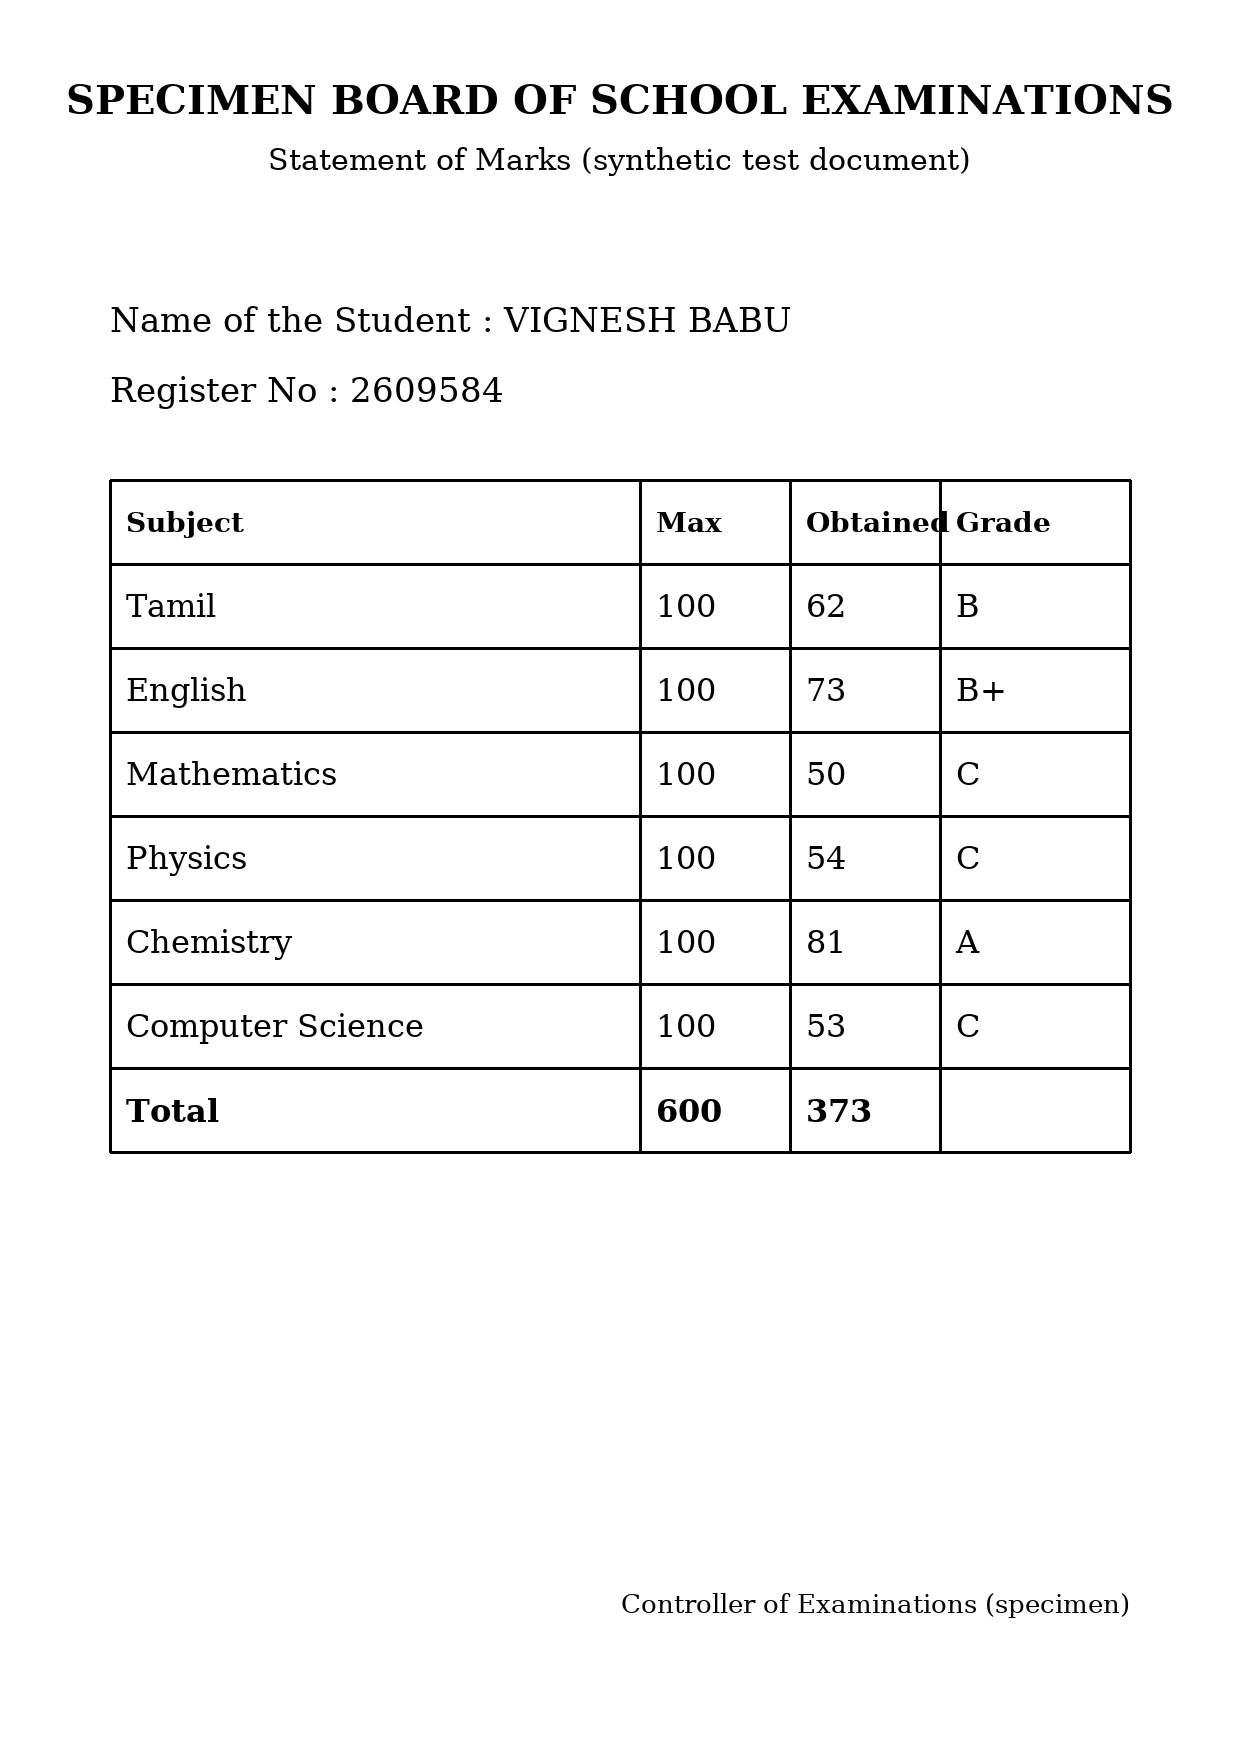 SPECIMEN BOARD OF SCHOOL EXAMINATIONS
Statement of Marks (synthetic test document)
Name of the Student : VIGNESH BABU
Register No : 2609584
Subject Max Obtained Grade
Tamil 100 62 B
English 100 73 B+
Mathematics 100 50 C
Physics 100 54 C
Chemistry 100 81 A
Computer Science 100 53 C
Total 600 373
Controller of Examinations (specimen)